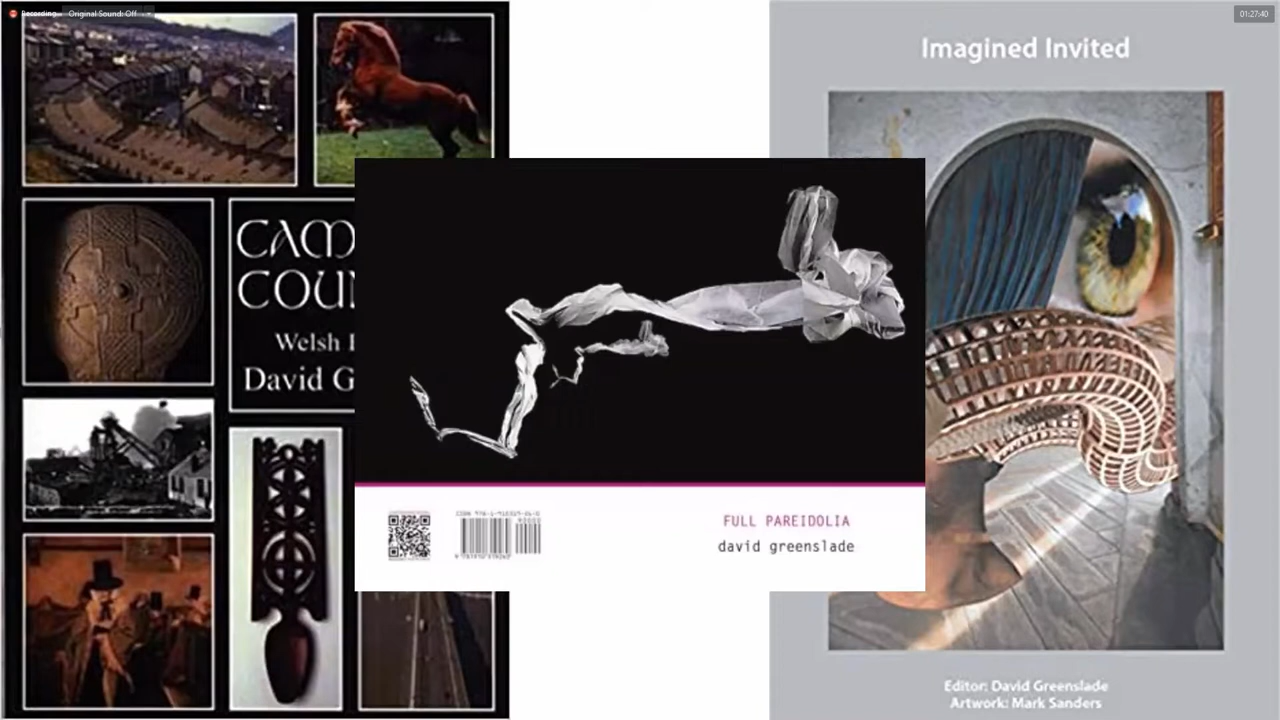 Recording...
Original Sound: Off
01:27:40
Imagined Invited
CAM
COU
Welsh
David G
FULL PAREIDOLIA
david greenslade
Editor: David Greenslade
Artwork: Mark Sanders